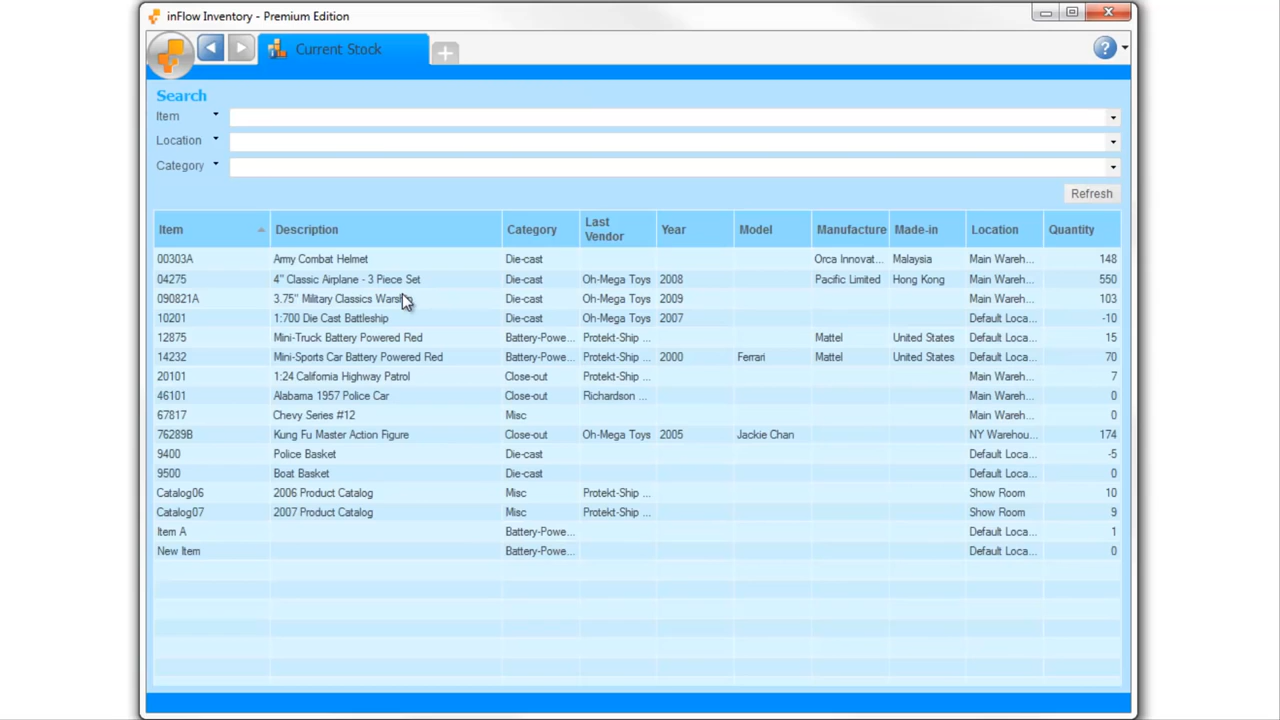 inFlow Inventory - Premium Edition
Current Stock
Search
Item
Location
Category
Refresh
Item Description Category Last Vendor Year Model Manufacture Made-in Location Quantity
00303A Army Combat Helmet Die-cast Orca Innovat... Malaysia Main Wareh... 148
04275 4" Classic Airplane - 3 Piece Set Die-cast Oh-Mega Toys 2008 Pacific Limited Hong Kong Main Wareh... 550
090821A 3.75" Military Classics Die-cast Oh-Mega Toys 2009 Main Wareh... 103
10201 1:700 Die Cast Battleship Die-cast Oh-Mega Toys 2007 Default Loca... -10
12875 Mini-Truck Battery Powered Red Battery-Powe... Protekt-Ship ... Mattel United States Default Loca... 15
14232 Mini-Sports Car Battery Powered Red Battery-Powe... Protekt-Ship ... 2000 Ferrari Mattel United States Default Loca... 70
20101 1:24 California Highway Patrol Close-out Protekt-Ship ... Main Wareh... 7
46101 Alabama 1957 Police Car Close-out Richardson ... Main Wareh... 0
67817 Chevy Series #12 Misc Main Wareh... 0
76289B Kung Fu Master Action Figure Close-out Oh-Mega Toys 2005 Jackie Chan NY Warehou... 174
9400 Police Basket Die-cast Default Loca... -5
9500 Boat Basket Die-cast Default Loca... 0
Catalog06 2006 Product Catalog Misc Protekt-Ship ... Show Room 10
Catalog07 2007 Product Catalog Misc Protekt-Ship ... Show Room 9
Item A Battery-Powe... Default Loca... 1
New Item Battery-Powe... Default Loca... 0